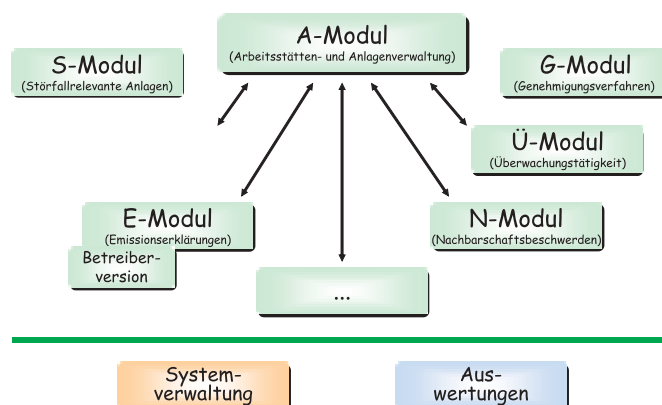 A-Modul
(Arbeitsstätten- und Anlagenverwaltung)
S-Modul
(Störfallrelevante Anlagen)
G-Modul
(Genehmigungsverfahren)
Ü-Modul
(Überwachungstätigkeit)
E-Modul
(Emissionserklärungen)
Betreiber-
version
N-Modul
(Nachbarschaftsbeschwerden)
...
System-
verwaltung
Aus-
wertungen